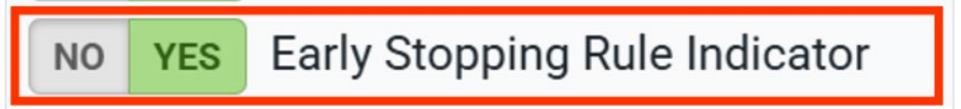 NO YES Early Stopping Rule Indicator